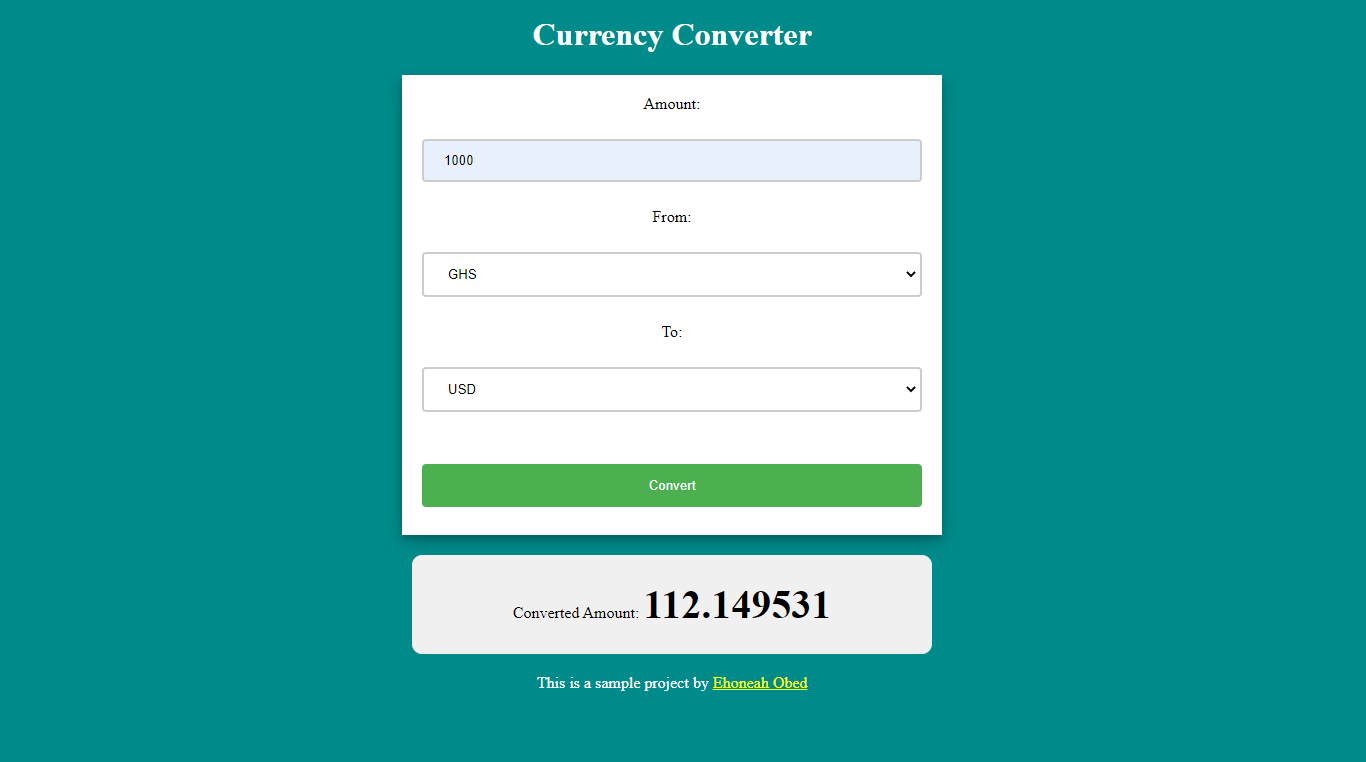 Currency Converter
Amount:
1000
From:
GHS
To:
USD
Convert
Converted Amount: 112.149531
This is a sample project by Ehoneah Obed